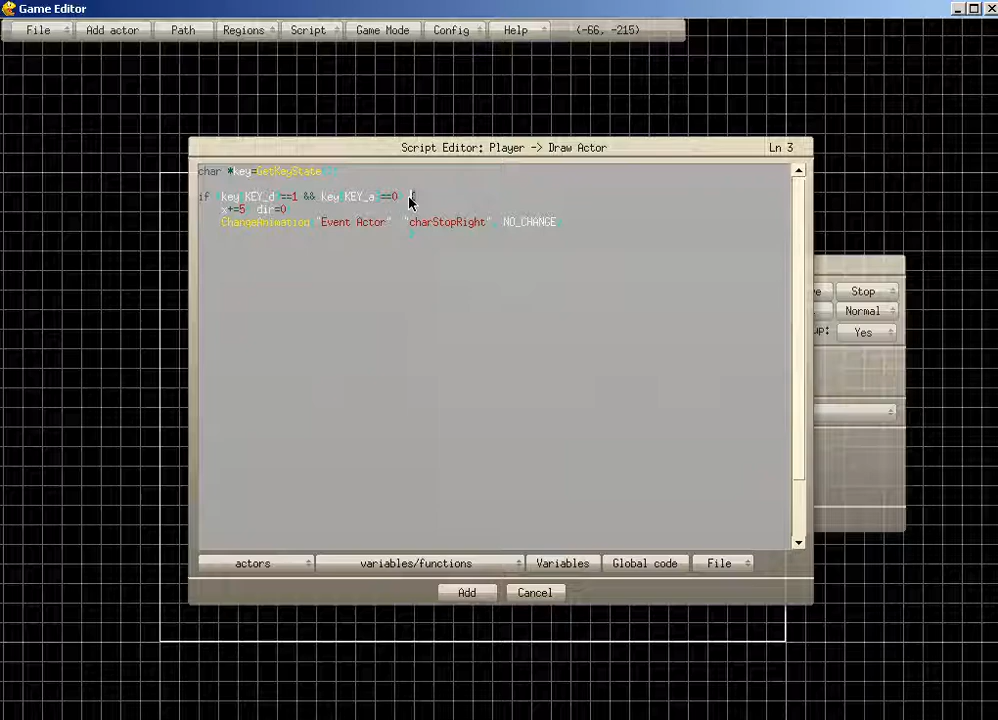 Game Editor
File Add actor Path Regions Script Game Mode Config Help (-66, -215)
Script Editor: Player -> Draw Actor Ln 3
char *key=GetKeyState();
if (key[KEY_d]==1 && key[KEY_a]==0) {
x+=5; dir=0;
ChangeAnimation("Event Actor", "charStopRight", NO_CHANGE);
}
Stop
Normal
Yes
actors variables/functions Variables Global code File
Add Cancel